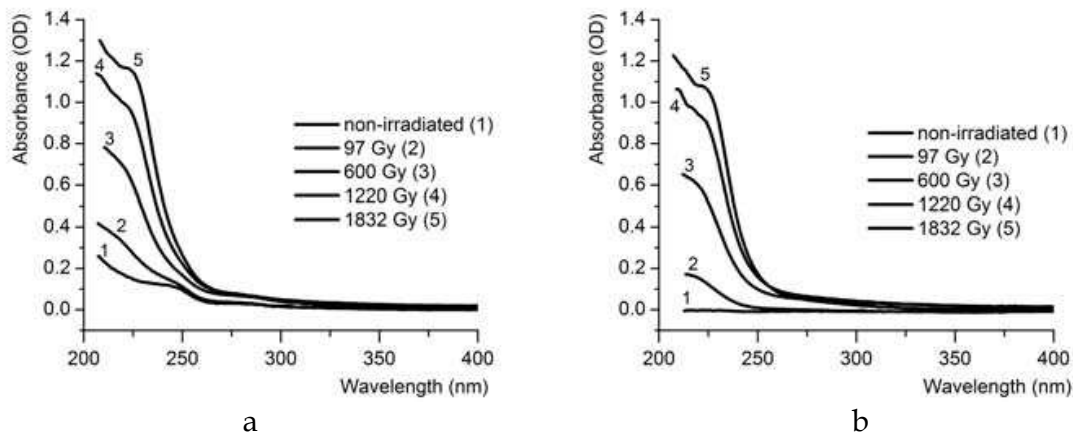 Absorbance (OD)
1.4
1.2
1.0
0.8
0.6
0.4
0.2
0.0
5
4
3
2
1
non-irradiated (1)
97 Gy (2)
600 Gy (3)
1220 Gy (4)
1832 Gy (5)
200 250 300 350 400
Wavelength (nm)
a
Absorbance (OD)
1.4
1.2
1.0
0.8
0.6
0.4
0.2
0.0
5
4
3
2
1
non-irradiated (1)
97 Gy (2)
600 Gy (3)
1220 Gy (4)
1832 Gy (5)
200 250 300 350 400
Wavelength (nm)
b